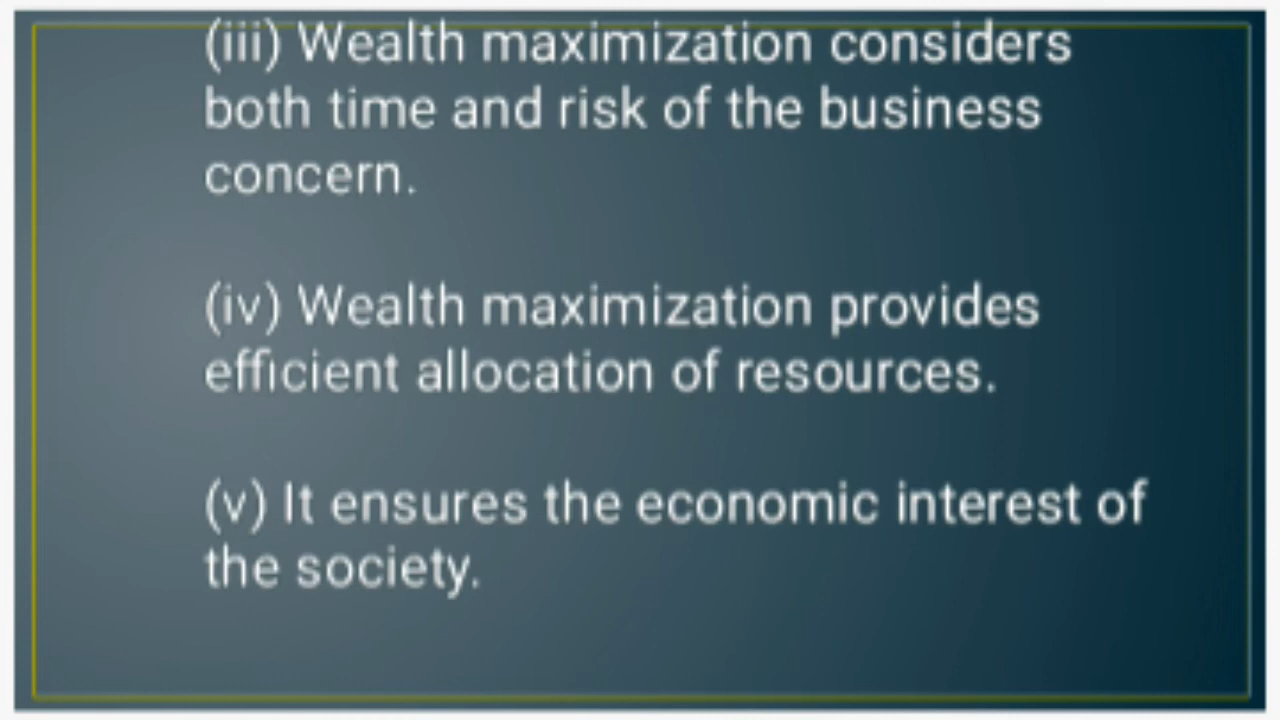 (iii) Wealth maximization considers
both time and risk of the business
concern.
(iv) Wealth maximization provides
efficient allocation of resources.
(v) It ensures the economic interest of
the society.